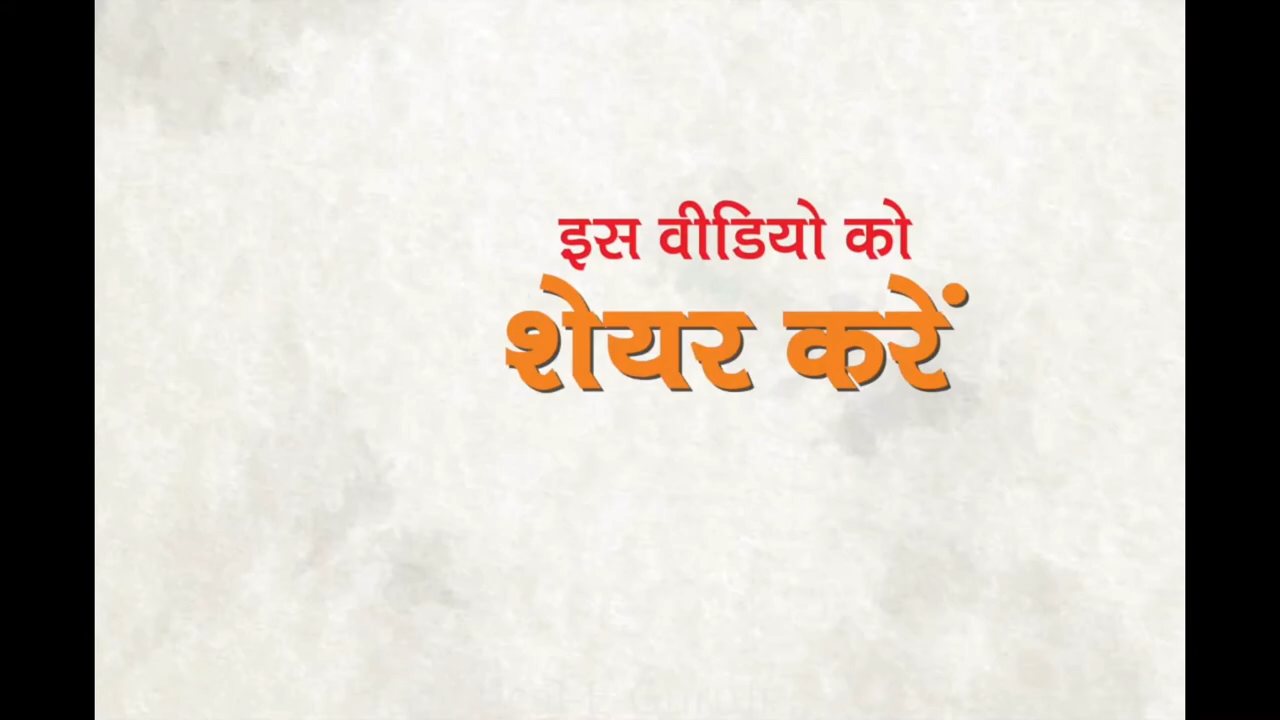 इस वीडियो को
शेयर करें